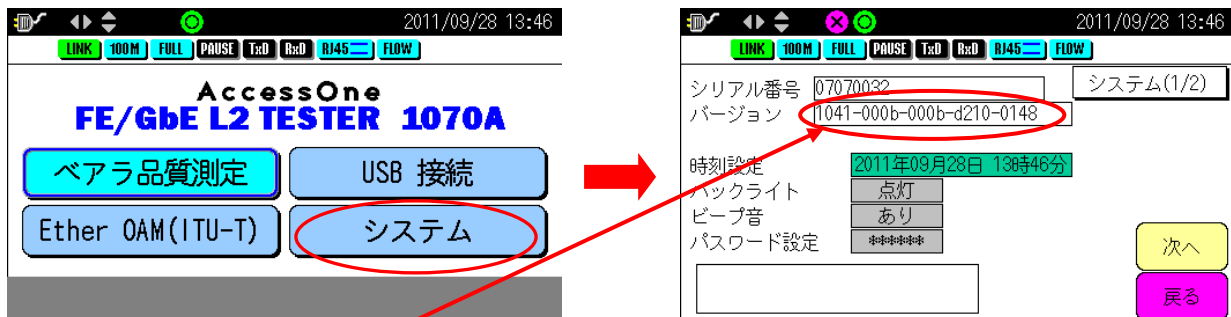 2011/09/28 13:46
LINK 100M FULL PAUSE TxD RxD RJ45 FLOW
AccessOne
FE/GbE L2 TESTER 1070A
ベアラ品質測定
USB 接続
Ether OAM(ITU-T)
システム
2011/09/28 13:46
LINK 100M FULL PAUSE TxD RxD RJ45 FLOW
システム(1/2)
シリアル番号 07070032
バージョン 1041-000b-000b-d210-0148
時刻設定 2011年09月28日 13時46分
バックライト 点灯
ビープ音 あり
パスワード設定 ******
次へ
戻る